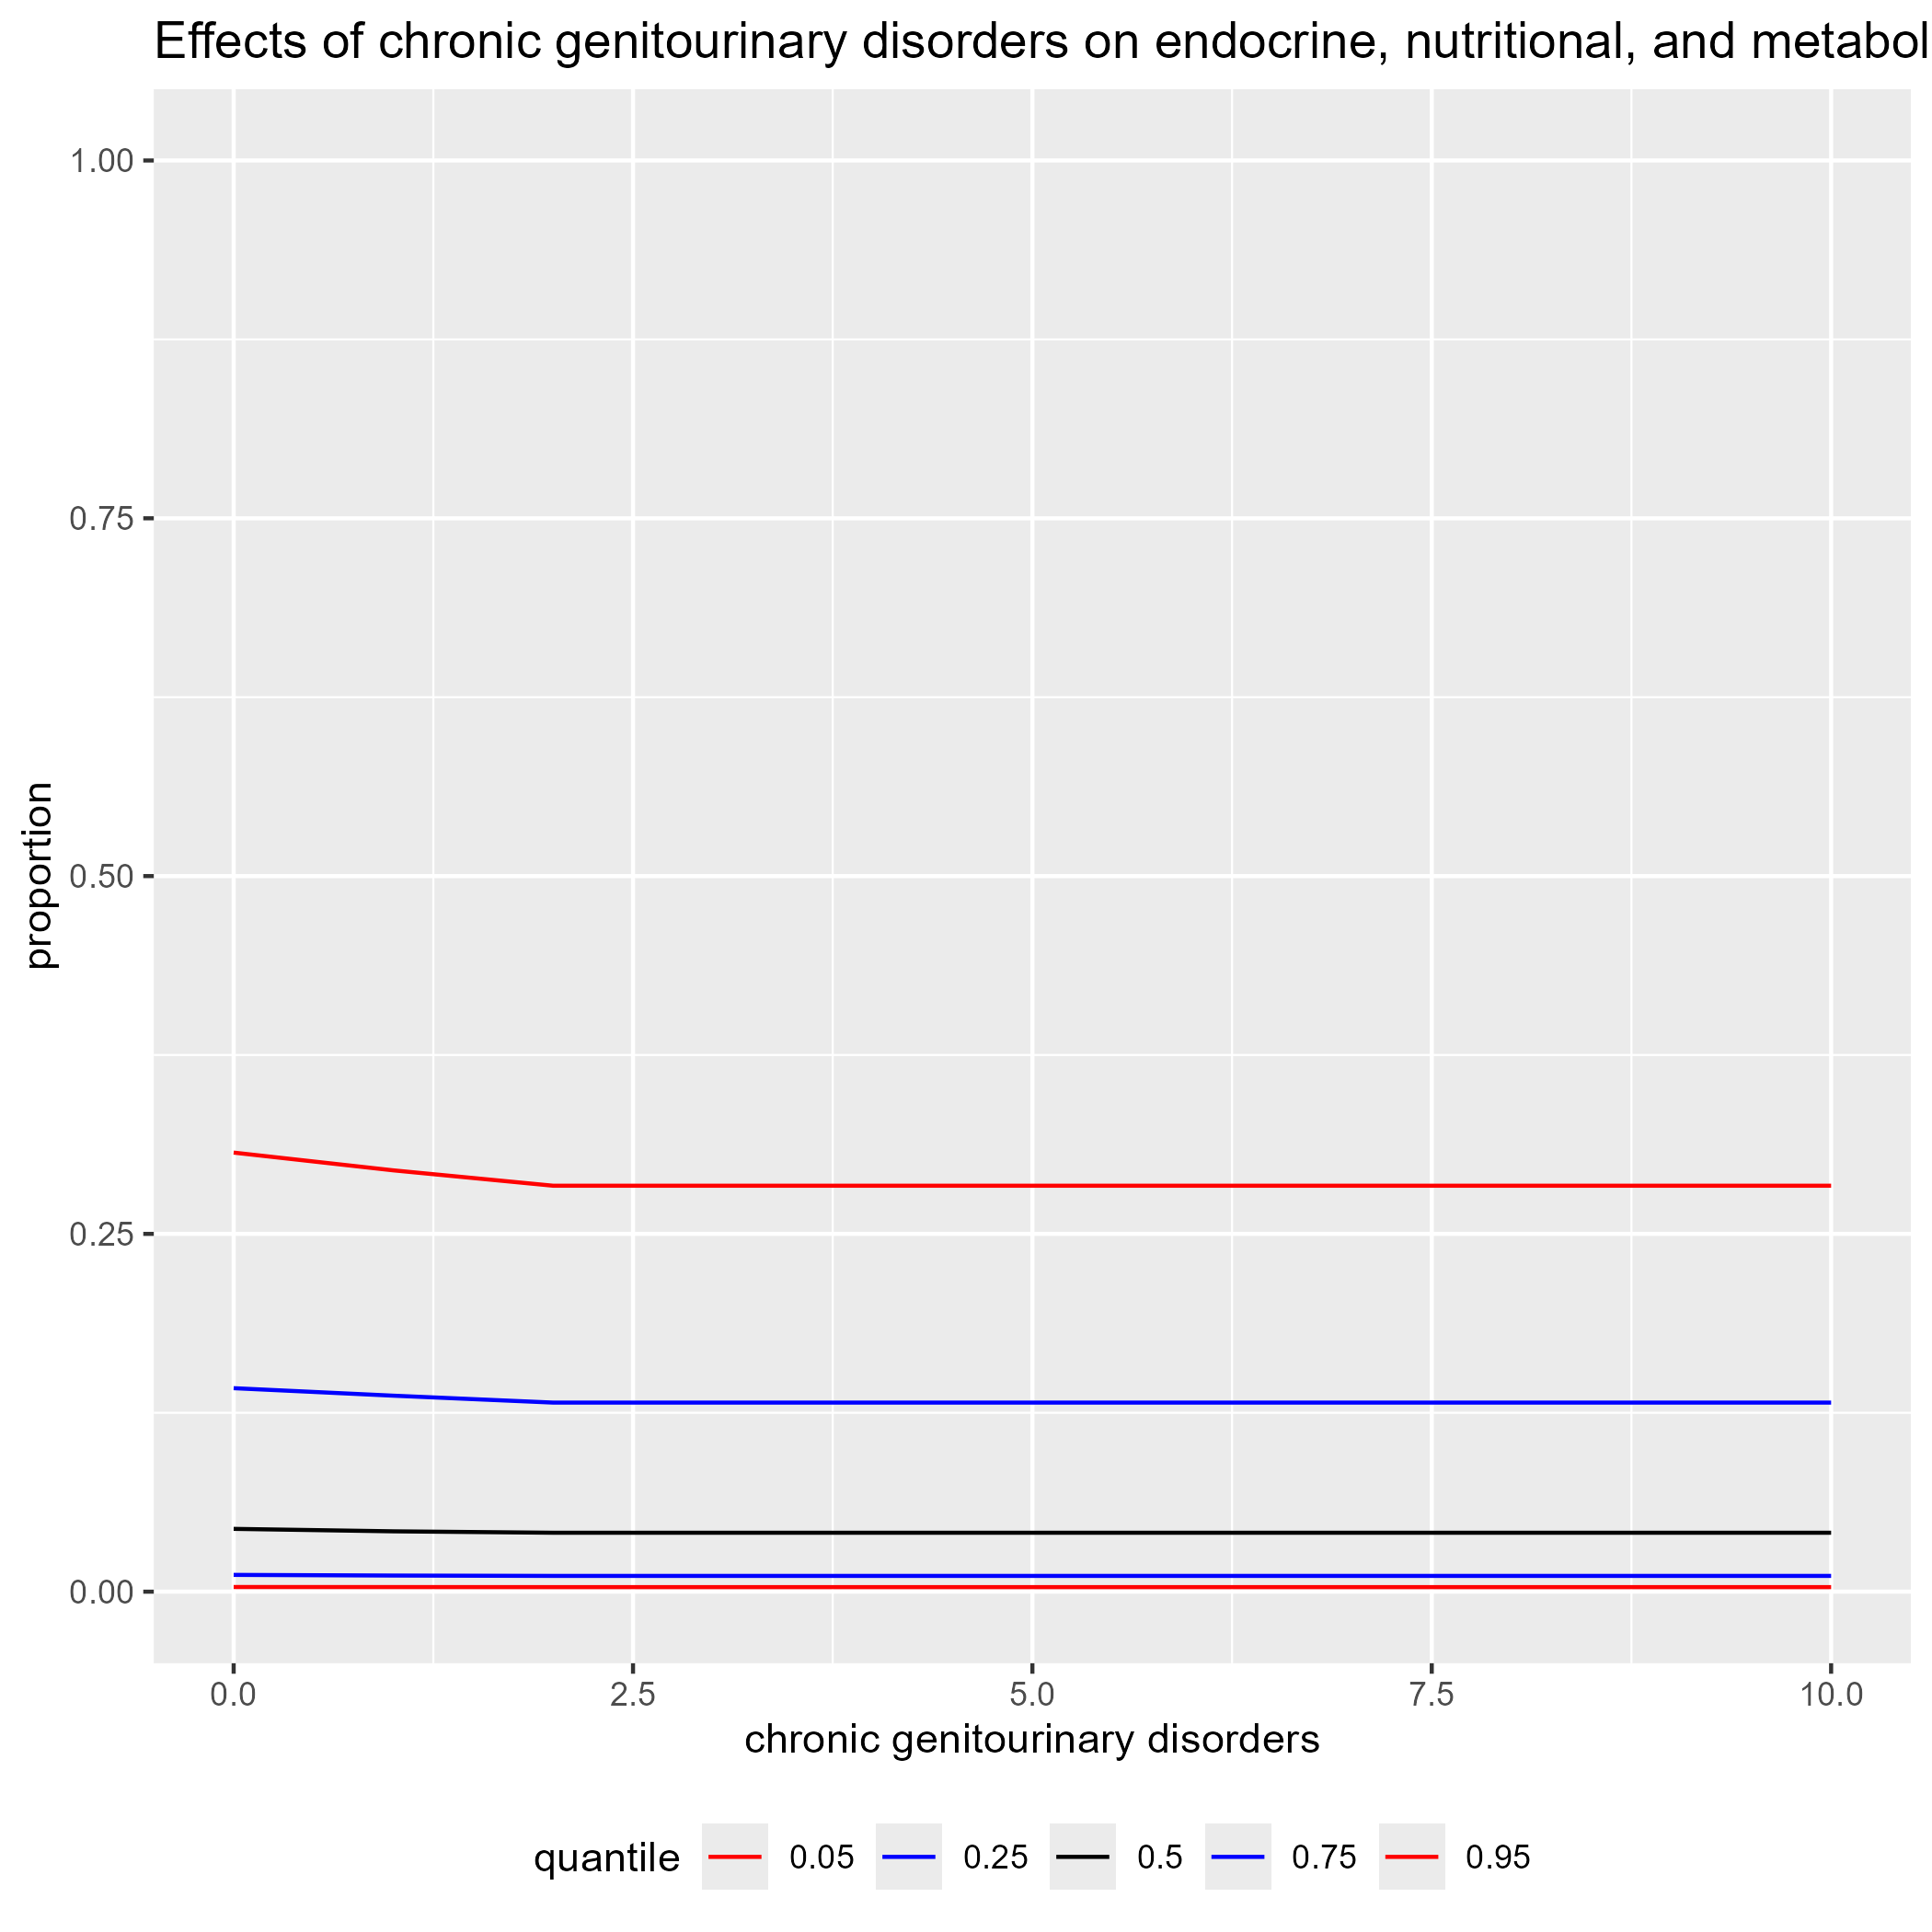 Effects of chronic genitourinary disorders on endocrine, nutritional, and metabol
1.00
0.75
0.50
0.25
0.00
proportion
0.0 2.5 5.0 7.5 10.0
chronic genitourinary disorders
quantile 0.05 0.25 0.5 0.75 0.95